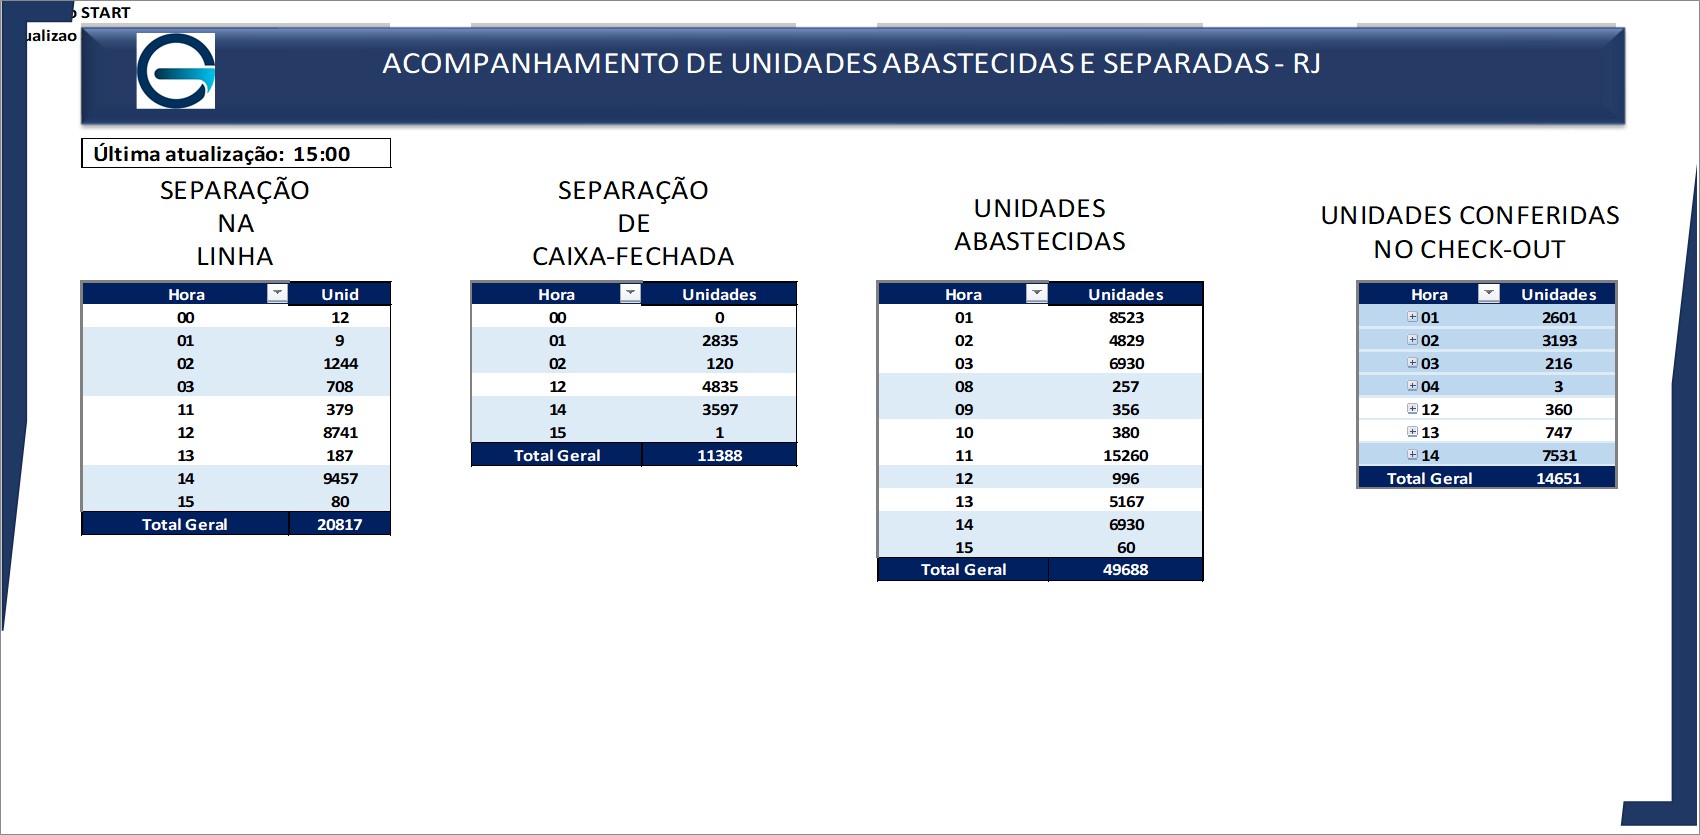 START
ualizao
ACOMPANHAMENTO DE UNIDADES ABASTECIDAS E SEPARADAS - RJ
Última atualização: 15:00
SEPARAÇÃO
NA
LINHA
Hora Unid
00 12
01 9
02 1244
03 708
11 379
12 8741
13 187
14 9457
15 80
Total Geral 20817
SEPARAÇÃO
DE
CAIXA-FECHADA
Hora Unidades
00 0
01 2835
02 120
12 4835
14 3597
15 1
Total Geral 11388
UNIDADES
ABASTECIDAS
Hora Unidades
01 8523
02 4829
03 6930
08 257
09 356
10 380
11 15260
12 996
13 5167
14 6930
15 60
Total Geral 49688
UNIDADES CONFERIDAS
NO CHECK-OUT
Hora Unidades
01 2601
02 3193
03 216
04 3
12 360
13 747
14 7531
Total Geral 14651